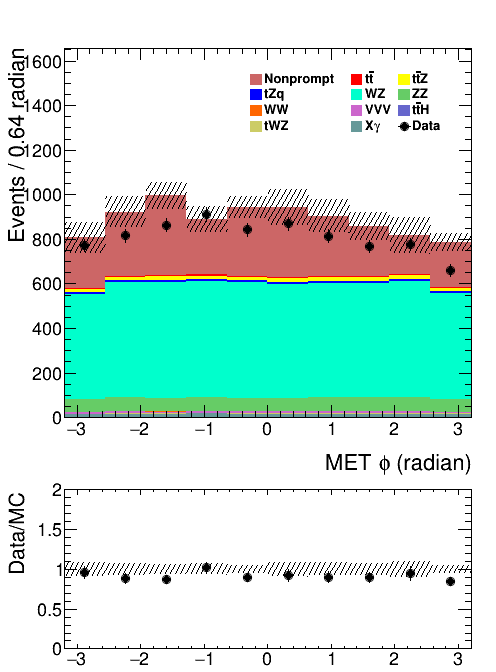 1600
1400
1200
1000
800
600
400
200
0
Events / 0.64 radian
Nonprompt tt̄ tt̄Z
tZq WZ ZZ
WW VVV tt̄H
tWZ Xγ Data
−3 −2 −1 0 1 2 3
MET ϕ (radian)
Data/MC
2
1.5
1
0.5
0
−3 −2 −1 0 1 2 3